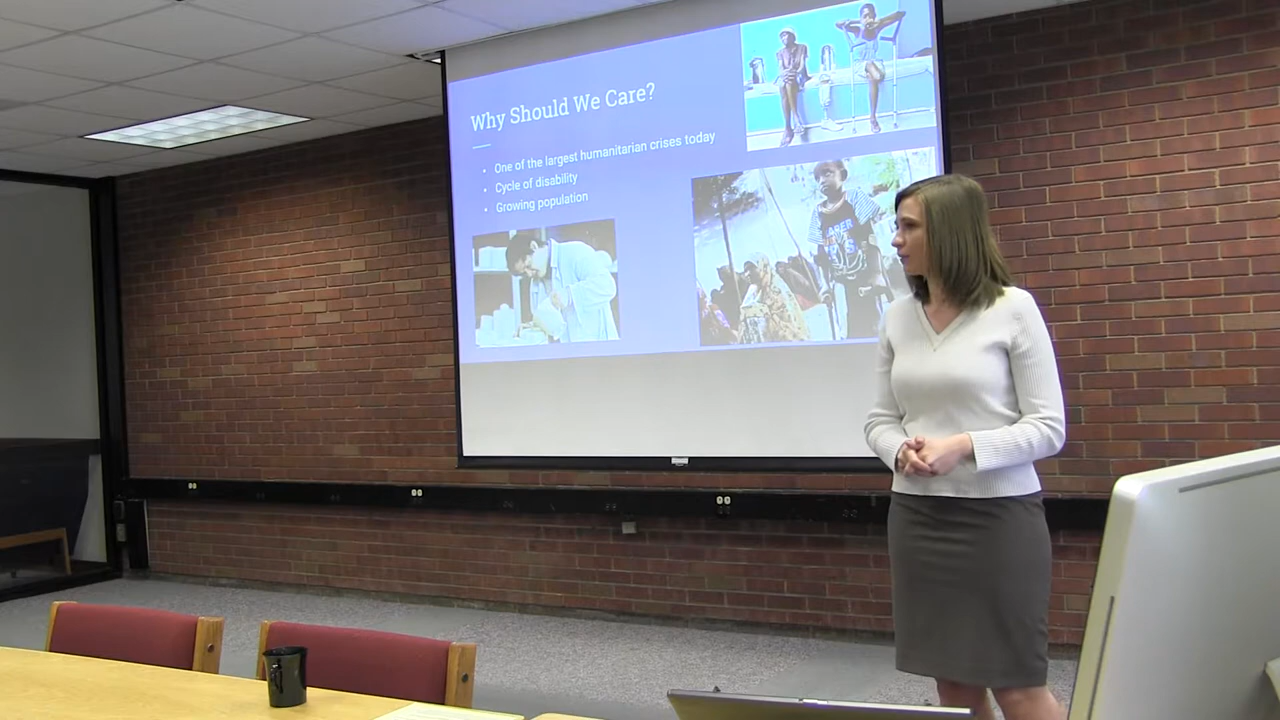 Why Should We Care?
One of the largest humanitarian crises today
Cycle of disability
Growing population